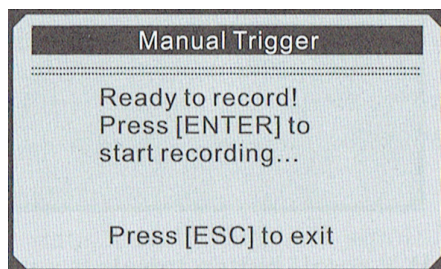 Manual Trigger
Ready to record!
Press [ENTER] to
start recording...
Press [ESC] to exit